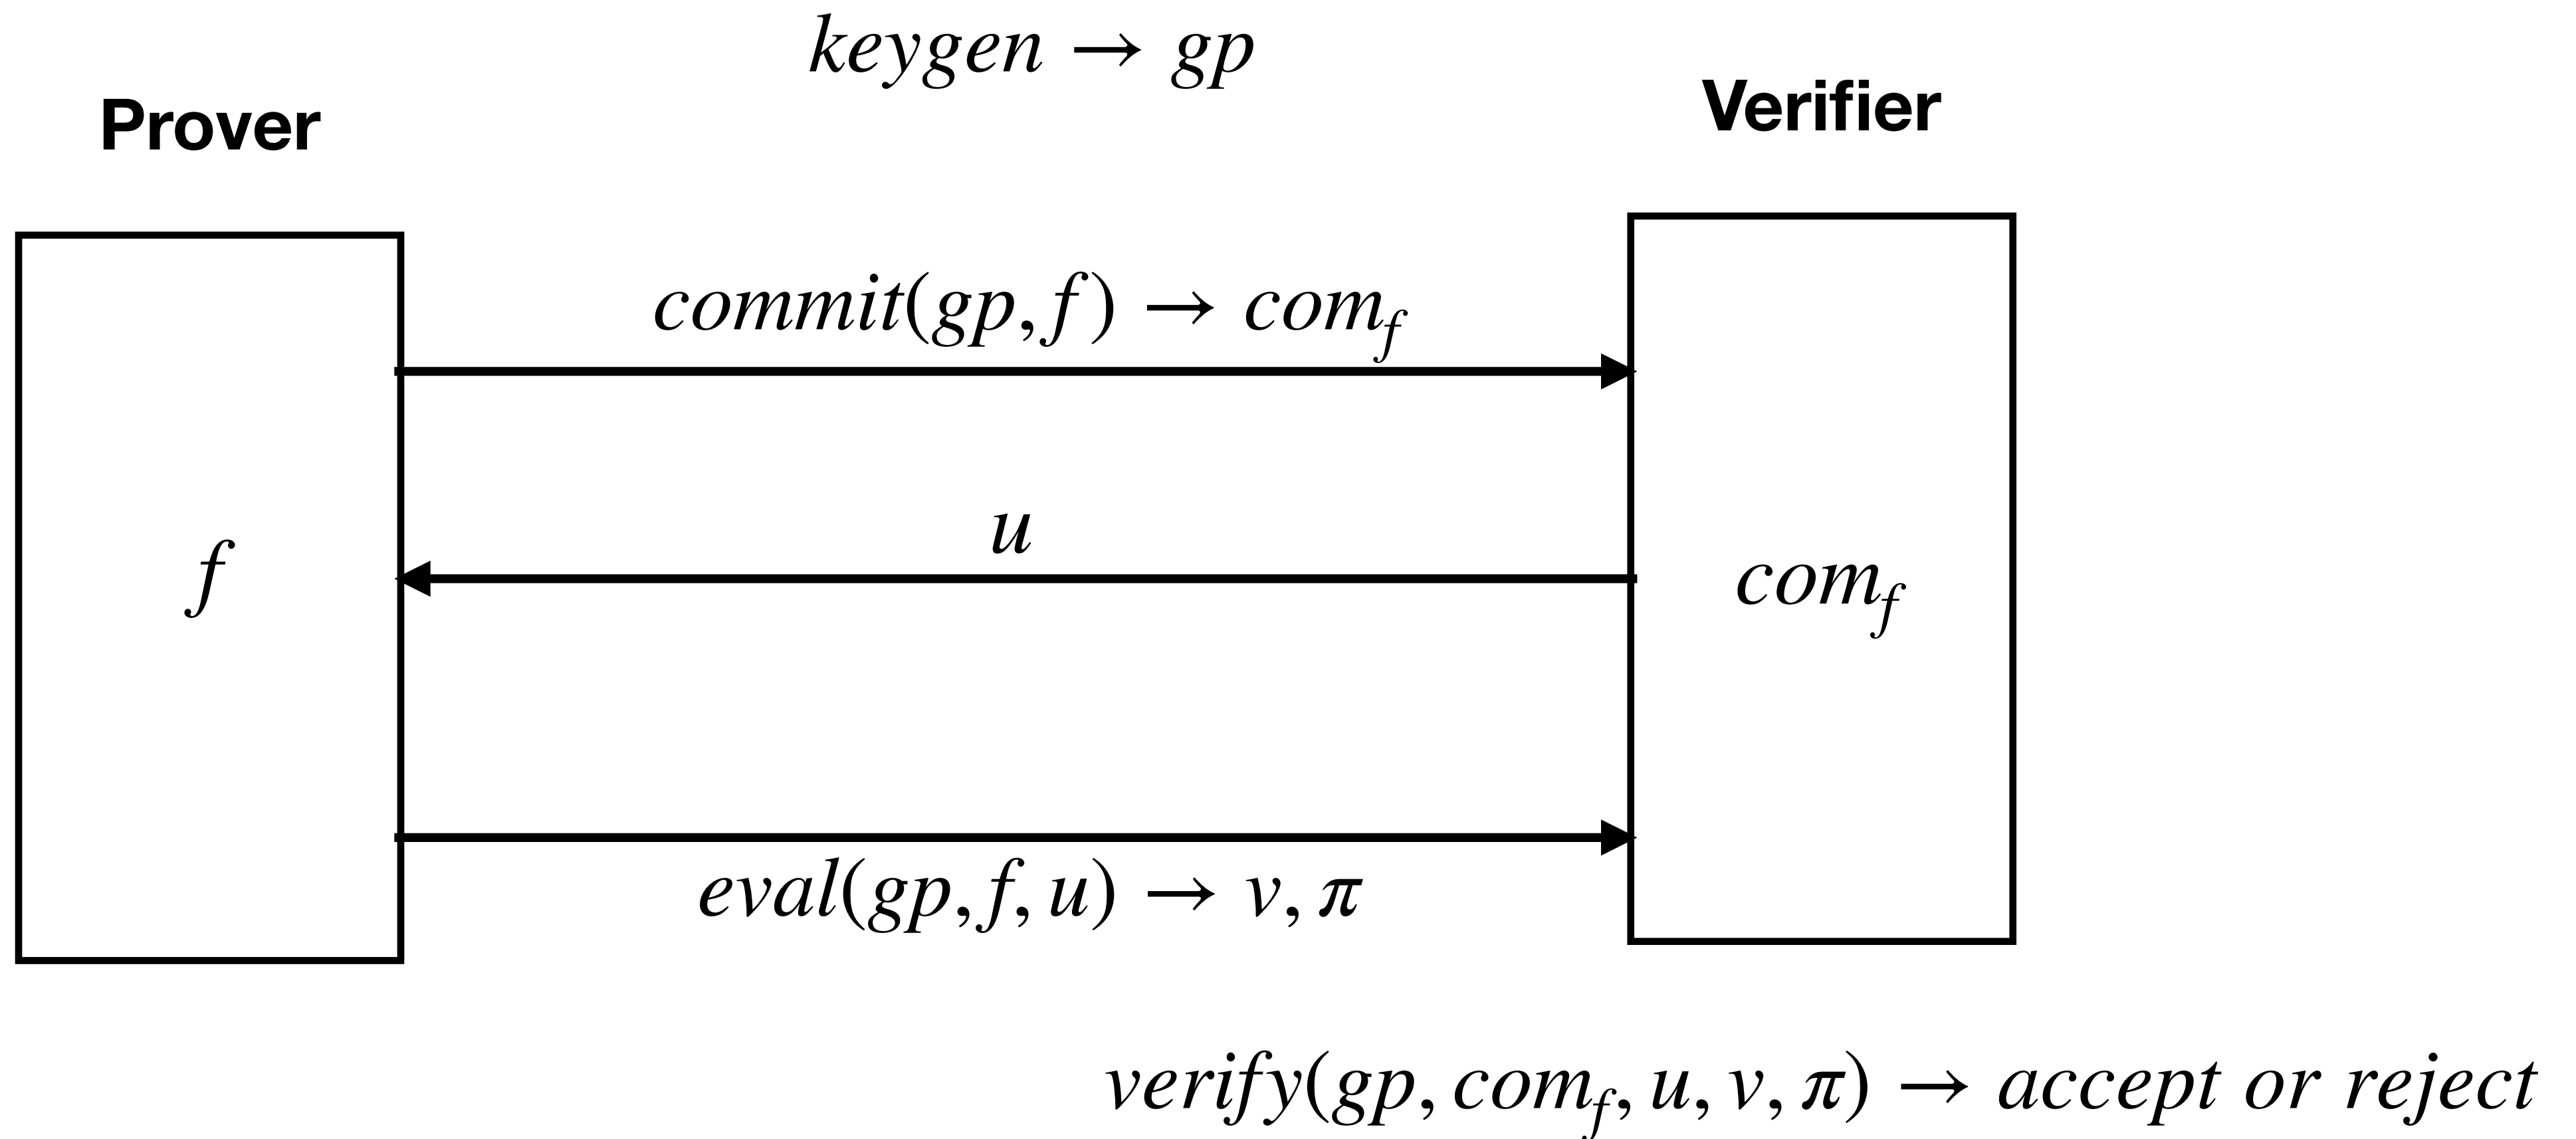 keygen → gp
Prover
Verifier
commit(gp, f) → com_f
u
f
com_f
eval(gp, f, u) → v, π
verify(gp, com_f, u, v, π) → accept or reject